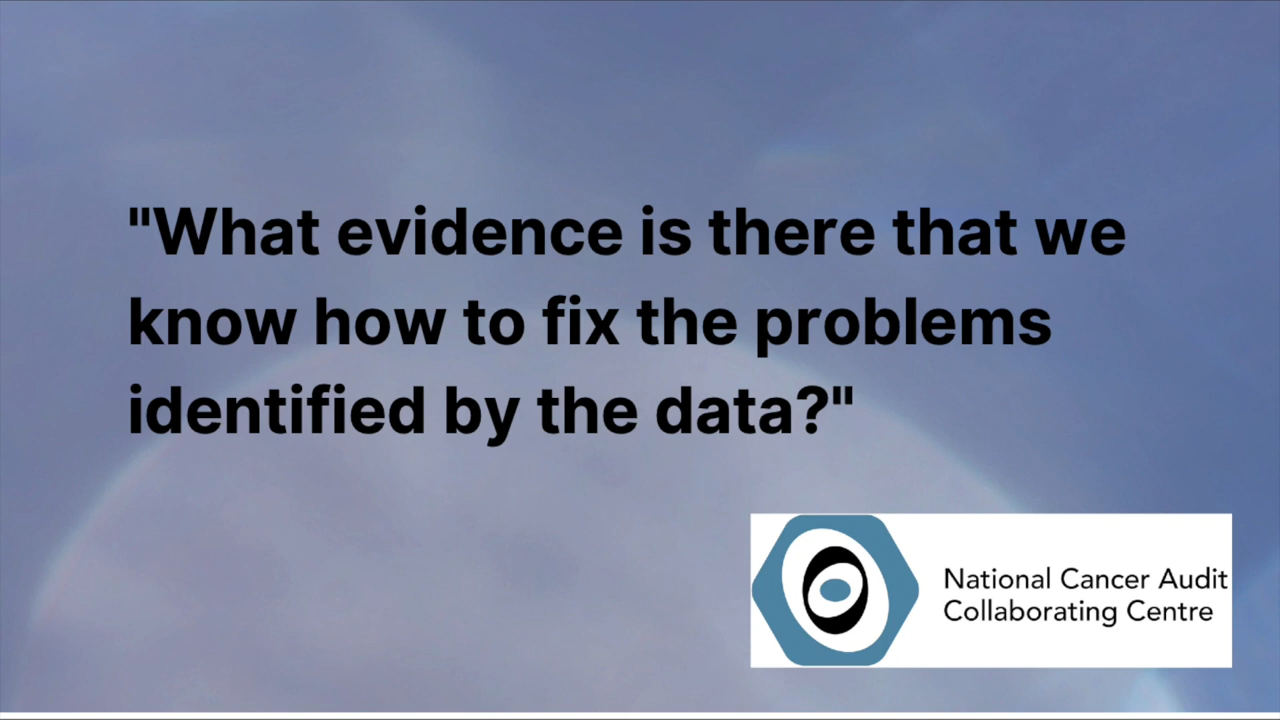 "What evidence is there that we
know how to fix the problems
identified by the data?"
National Cancer Audit
Collaborating Centre